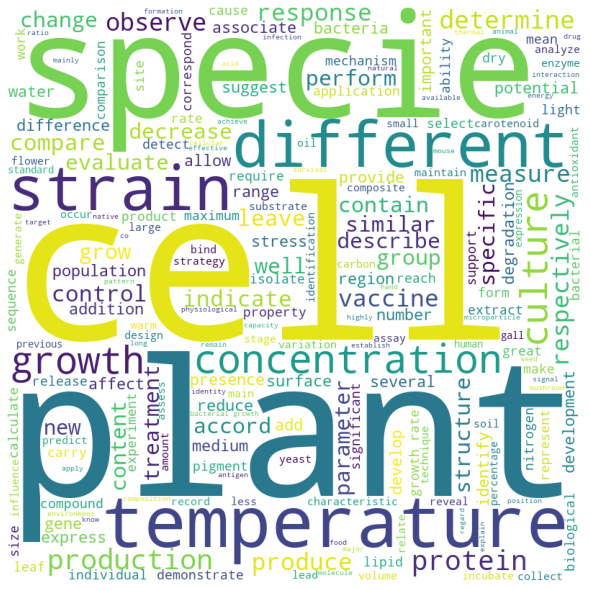 change
observe
cause
response
formation
infection
mainly
thermal
animal
drug
determine
work
ratio
associate
bacteria
acid
natural
mean
analyze
specie
site
correspond
mechanism
important
ability
dry
enzyme
interaction
water
comparison
suggest
perform
application
available
energy
potential
difference
rate
detect
cellular
effective
achieve
mouse
small
select
carotenoid
light
compare
decrease
oil
flower
standard
evaluate
allow
survival
maintain
different
antioxidant
strain
require
provide
measure
occur
product
maximum
range
leave
composite
contain
substrate
generate
target
native
large
co
bind
stress
similar
specific
support
degradation
expression
culture
respectively
grow
strategy
well
identification
carbon
describe
group
population
isolate
hand
bacterial
sequence
pattern
physiological
indicate
region
reach
extract
control
addition
property
capacity
vaccine
form
microparticle
cell
previous
warm
design
stage
variation
highly
number
gall
remain
long
establish
assay
human
great
seed
make
growth
concentration
signal
mushroom
release
affect
presence
main
surface
several
development
calculate
predict
identity
assess
reduce
parameter
significant
structure
soil
nitrogen
new
treatment
accord
add
carry
amount
bacterial growth
develop
identify
technique
percentage
represent
influence
content
experiment
apply
medium
pigment
yeast
growth rate
plant
compound
composition
antigen
record
less
characteristic
reveal
position
gene
know
environment
temperature
size
express
relate
regard
explain
biological
leaf
production
food
major
produce
lipid
protein
individual
demonstrate
lead
molecule
volume
incubate
collect